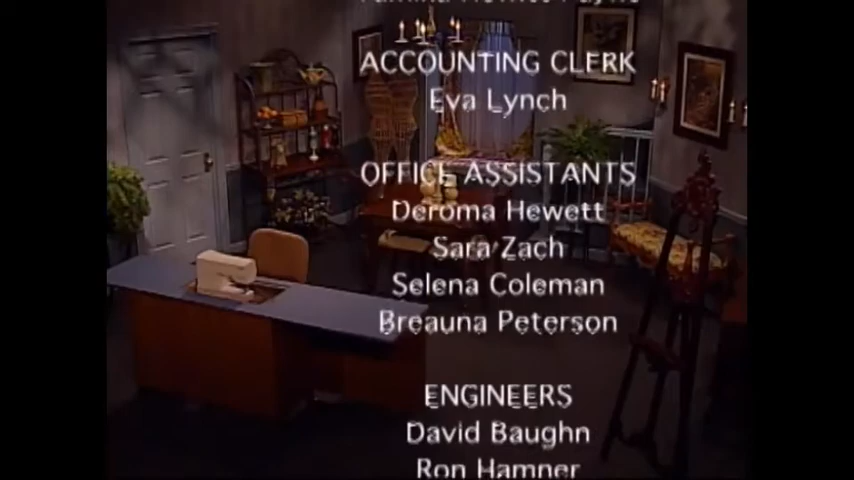 ACCOUNTING CLERK
Eva Lynch
OFFICE ASSISTANTS
Deroma Hewett
Sara Zach
Selena Coleman
Breauna Peterson
ENGINEERS
David Baughn
Ron Hamner